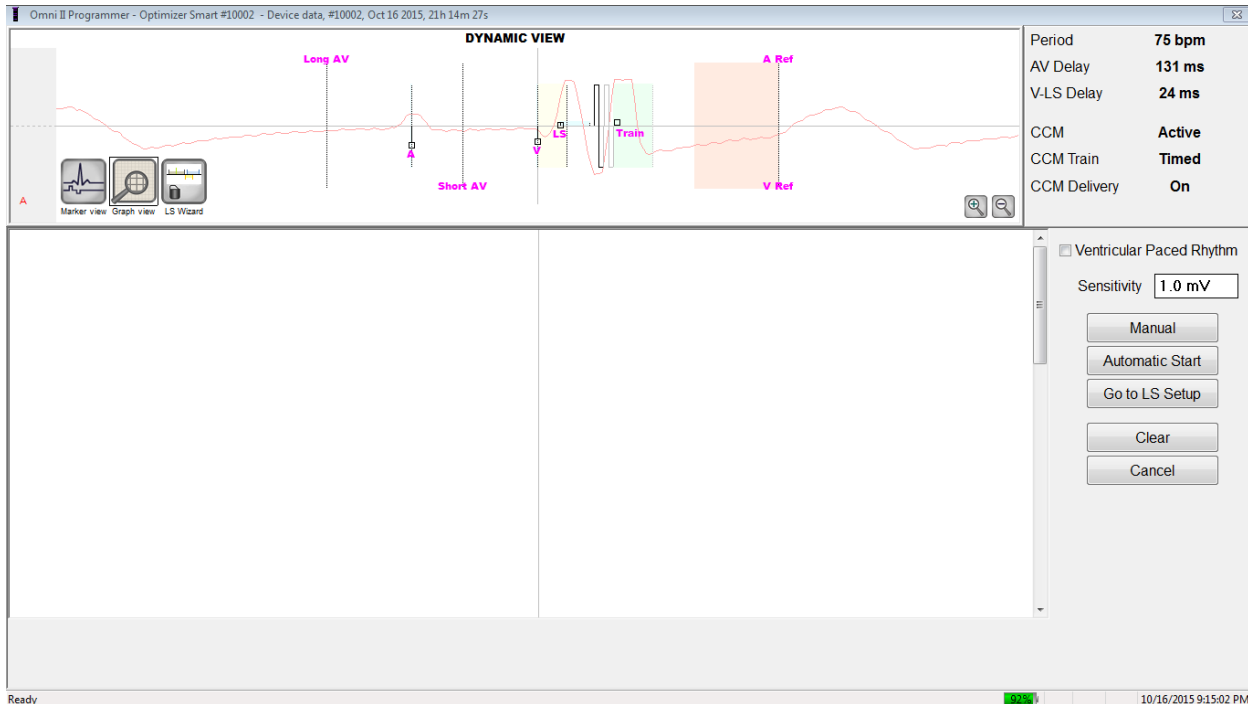 Omni II Programmer - Optimizer Smart #10002 - Device data, #10002, Oct 16 2015, 21h 14m 27s
DYNAMIC VIEW
Long AV
A Ref
LS
Train
A
V
Short AV
V Ref
A
Marker view
Graph view
LS Wizard
Period 75 bpm
AV Delay 131 ms
V-LS Delay 24 ms
CCM Active
CCM Train Timed
CCM Delivery On
Ventricular Paced Rhythm
Sensitivity 1.0 mV
Manual
Automatic Start
Go to LS Setup
Clear
Cancel
Ready
92%
10/16/2015 9:15:02 PM